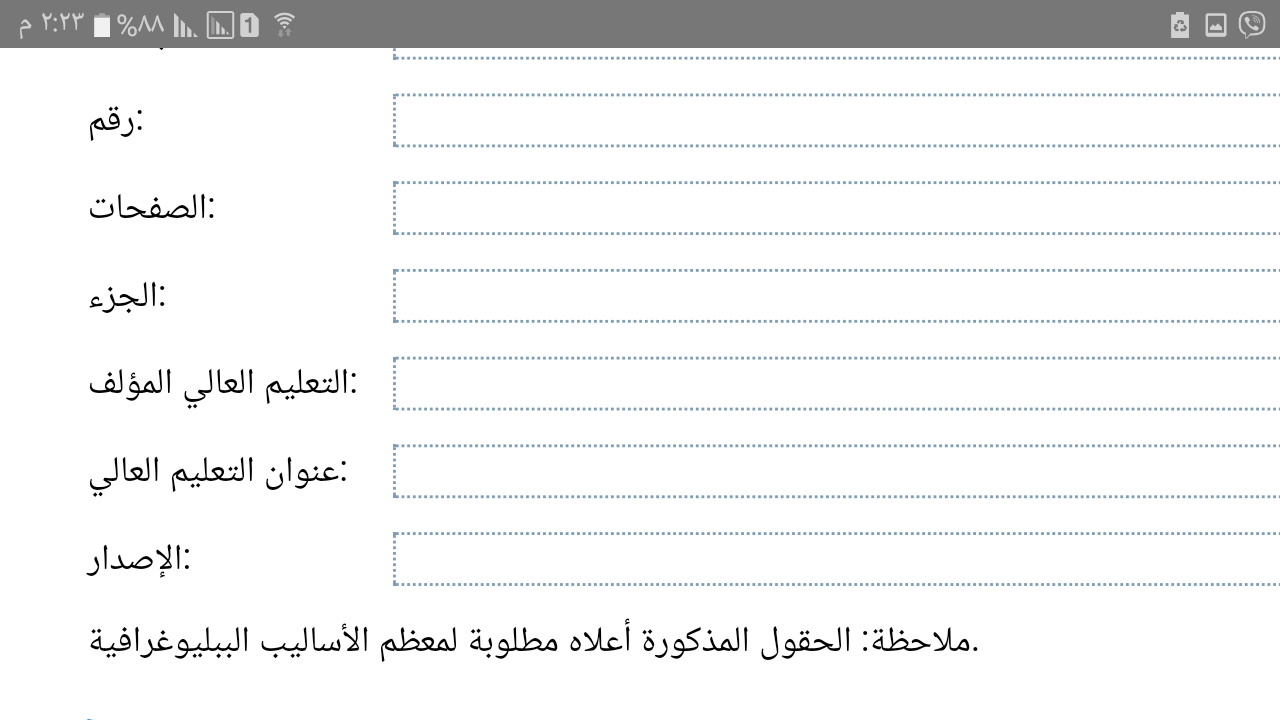 م ٢:٢٣ %٨٨ 1
رقم:
الصفحات:
الجزء:
التعليم العالي المؤلف:
عنوان التعليم العالي:
الإصدار:
ملاحظة: الحقول المذكورة أعلاه مطلوبة لمعظم الأساليب الببليوغرافية.